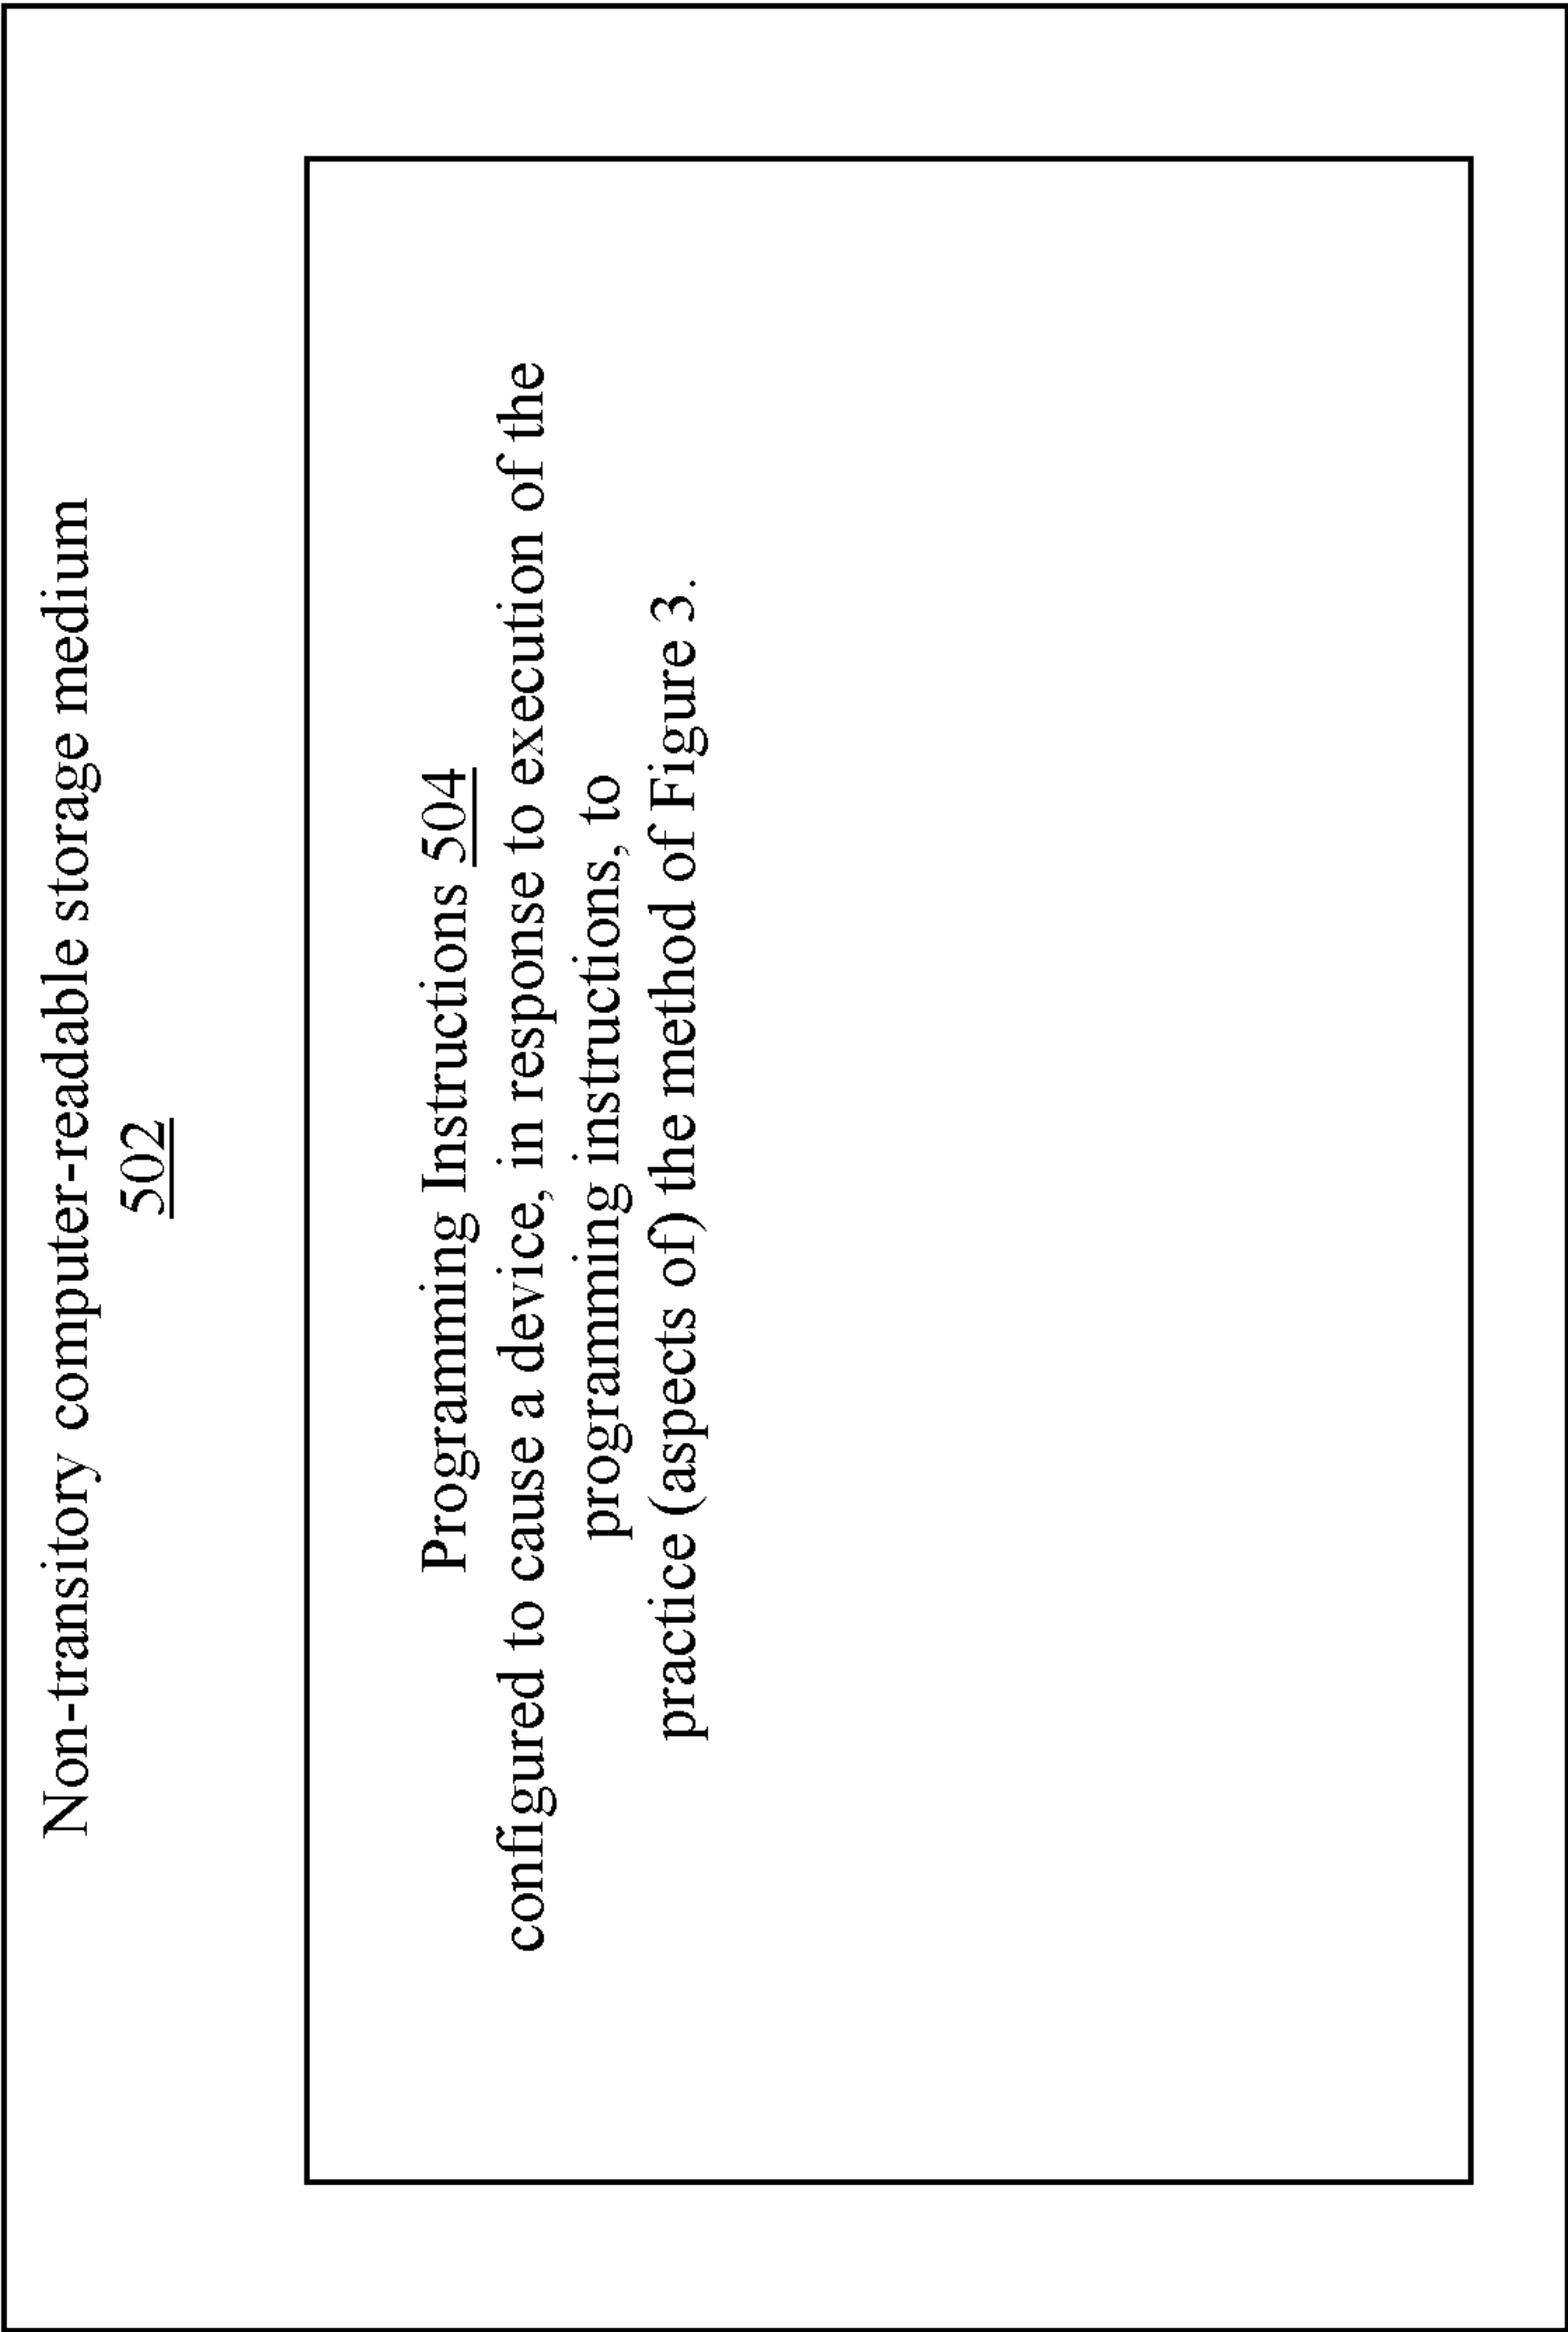 Non-transitory computer-readable storage medium
502
Programming Instructions 504
configured to cause a device, in response to execution of the
programming instructions, to
practice (aspects of) the method of Figure 3.